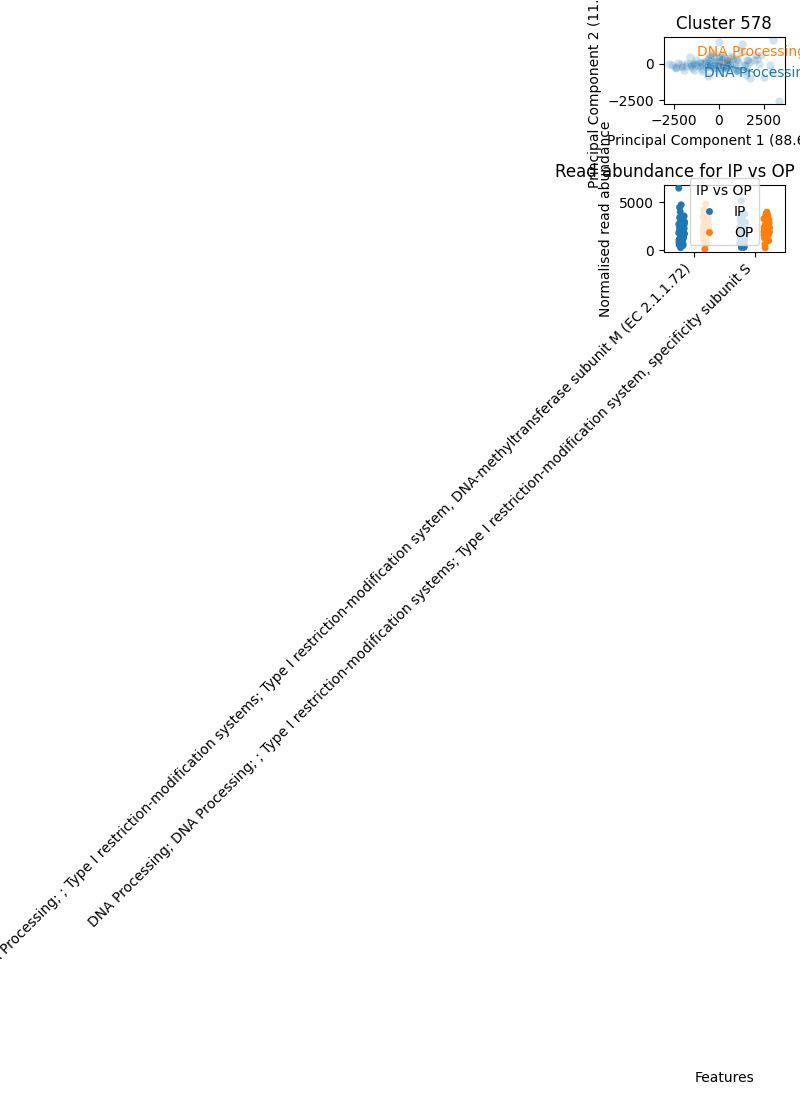 Cluster 578
Principal Component 2 (11.
0
−2500
DNA Processing
DNA Processin
−2500 0 2500
Principal Component 1 (88.6
Read abundance for IP vs OP
Normalised read abundance
5000
0
IP vs OP
IP
OP
Processing; ; Type I restriction-modification systems; Type I restriction-modification system, DNA-methyltransferase subunit M (EC 2.1.1.72)
DNA Processing; DNA Processing; ; Type I restriction-modification systems; Type I restriction-modification system, specificity subunit S
Features